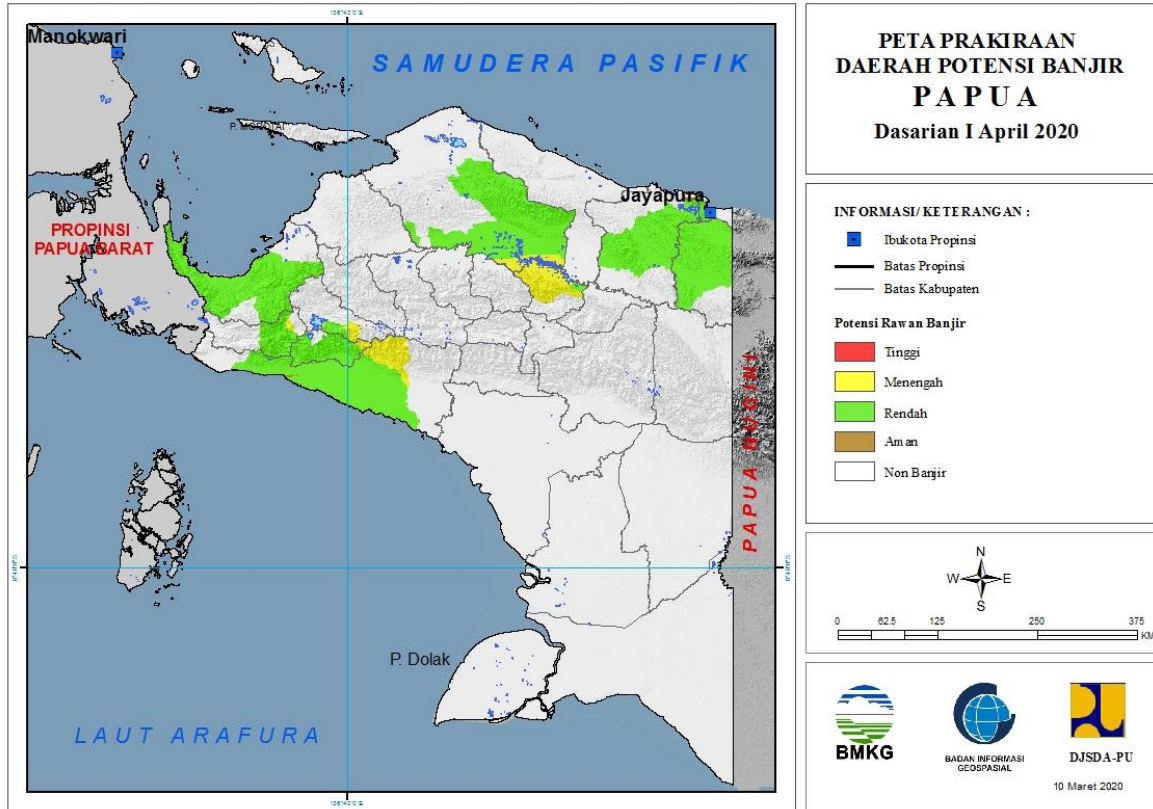 Manokwari
SAMUDERA PASIFIK
Jayapura
PROPINSI
PAPUA BARAT
PAPUA NUGINI
P. Dolak
LAUT ARAFURA
PETA PRAKIRAAN
DAERAH POTENSI BANJIR
PAPUA
Dasarian I April 2020
INFORMASI/KETERANGAN :
Ibukota Propinsi
Batas Propinsi
Batas Kabupaten
Potensi Rawan Banjir
Tinggi
Menengah
Rendah
Aman
Non Banjir
N
W E
S
0 62.5 125 250 375
KM
BMKG
BADAN INFORMASI
GEOSPASIAL
DJSDA-PU
10 Maret 2020